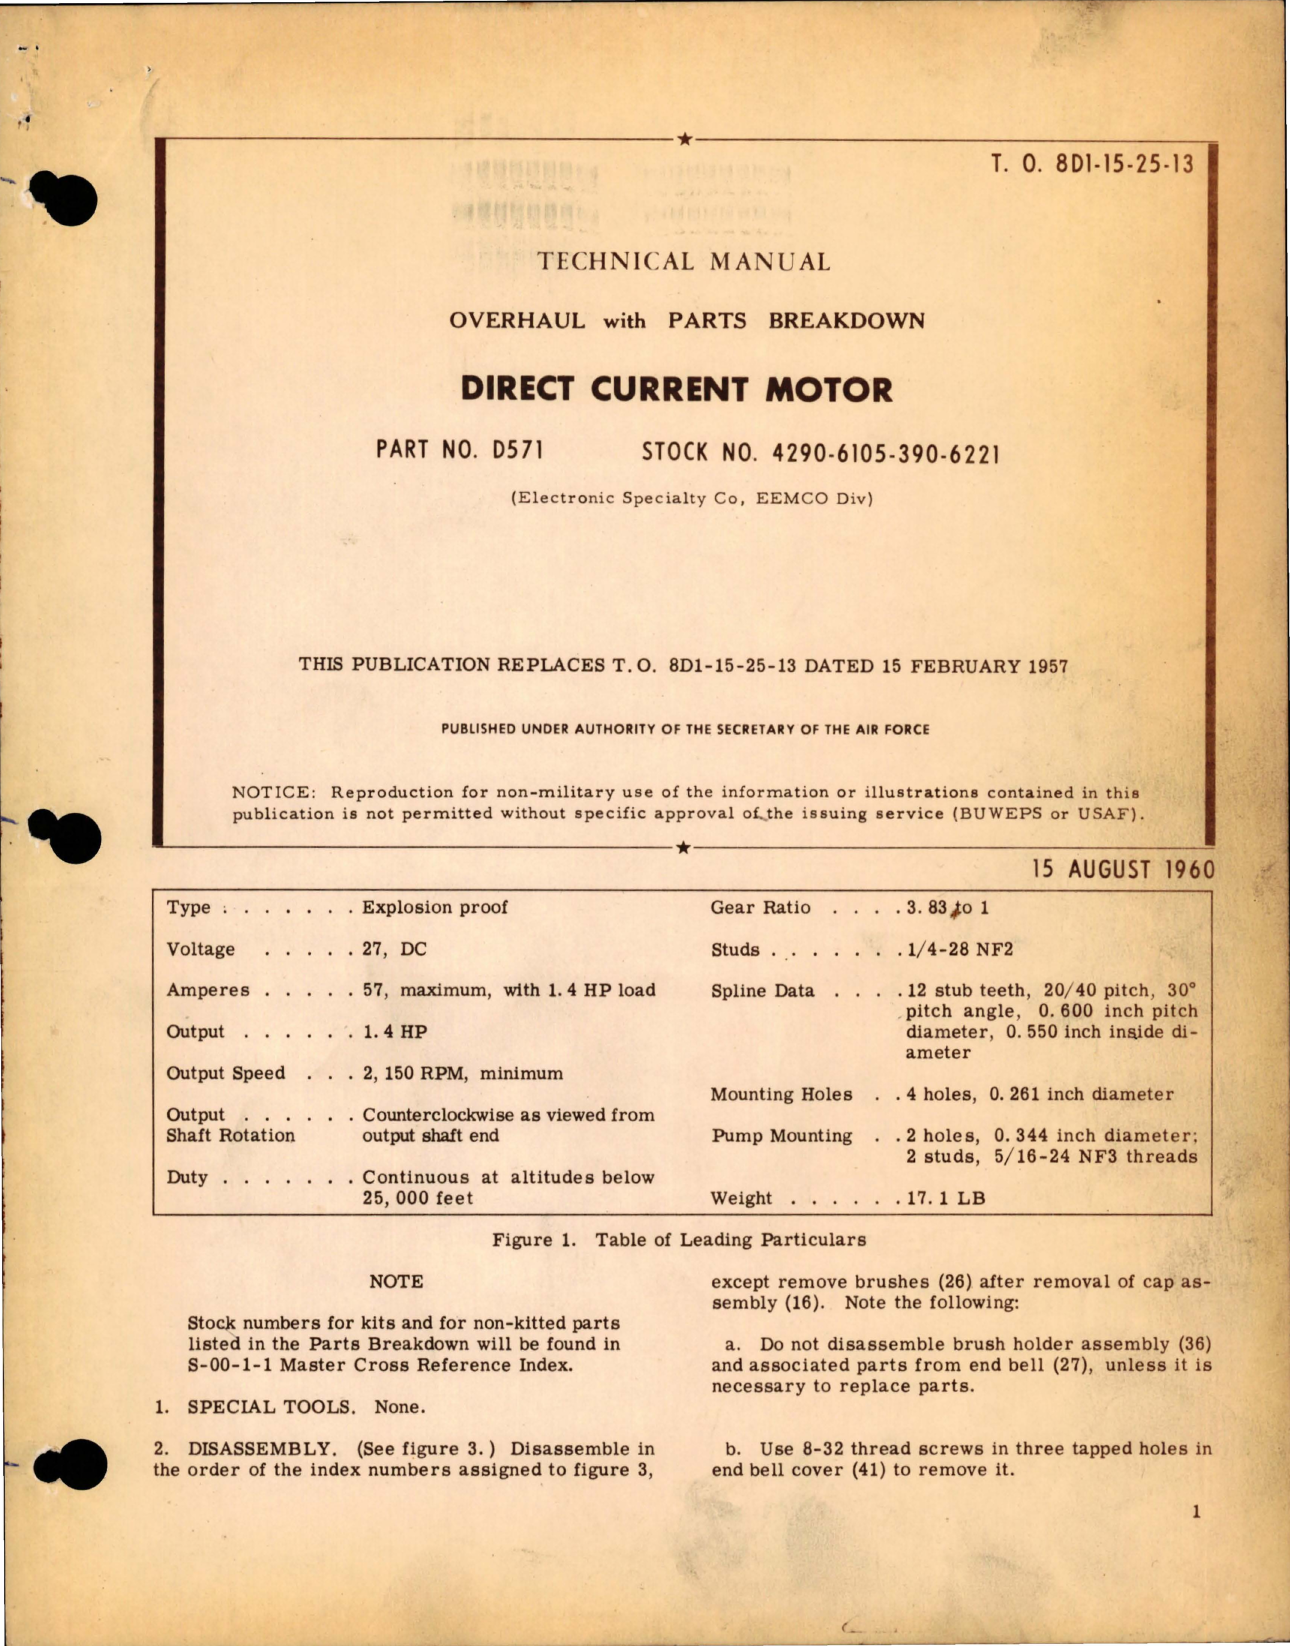 T. O. 8D1-15-25-13
TECHNICAL MANUAL
OVERHAUL with PARTS BREAKDOWN
DIRECT CURRENT MOTOR
PART NO. D571 STOCK NO. 4290-6105-390-6221
(Electronic Specialty Co, EEMCO Div)
THIS PUBLICATION REPLACES T. O. 8D1-15-25-13 DATED 15 FEBRUARY 1957
PUBLISHED UNDER AUTHORITY OF THE SECRETARY OF THE AIR FORCE
NOTICE: Reproduction for non-military use of the information or illustrations contained in this
publication is not permitted without specific approval of the issuing service (BUWEPS or USAF).
15 AUGUST 1960
Type . . . . . . . Explosion proof
Voltage . . . . . 27, DC
Amperes . . . . . 57, maximum, with 1.4 HP load
Output . . . . . . 1.4 HP
Output Speed . . . 2,150 RPM, minimum
Output . . . . . . Counterclockwise as viewed from
Shaft Rotation output shaft end
Duty . . . . . . . Continuous at altitudes below
25,000 feet
Gear Ratio . . . . 3.83 to 1
Studs . . . . . . . 1/4-28 NF2
Spline Data . . . . 12 stub teeth, 20/40 pitch, 30°
pitch angle, 0.600 inch pitch
diameter, 0.550 inch inside di-
ameter
Mounting Holes . . 4 holes, 0.261 inch diameter
Pump Mounting . . 2 holes, 0.344 inch diameter;
2 studs, 5/16-24 NF3 threads
Weight . . . . . . 17.1 LB
Figure 1. Table of Leading Particulars
NOTE
Stock numbers for kits and for non-kitted parts
listed in the Parts Breakdown will be found in
S-00-1-1 Master Cross Reference Index.
1. SPECIAL TOOLS. None.
2. DISASSEMBLY. (See figure 3.) Disassemble in
the order of the index numbers assigned to figure 3,
except remove brushes (26) after removal of cap as-
sembly (16). Note the following:
a. Do not disassemble brush holder assembly (36)
and associated parts from end bell (27), unless it is
necessary to replace parts.
b. Use 8-32 thread screws in three tapped holes in
end bell cover (41) to remove it.
1